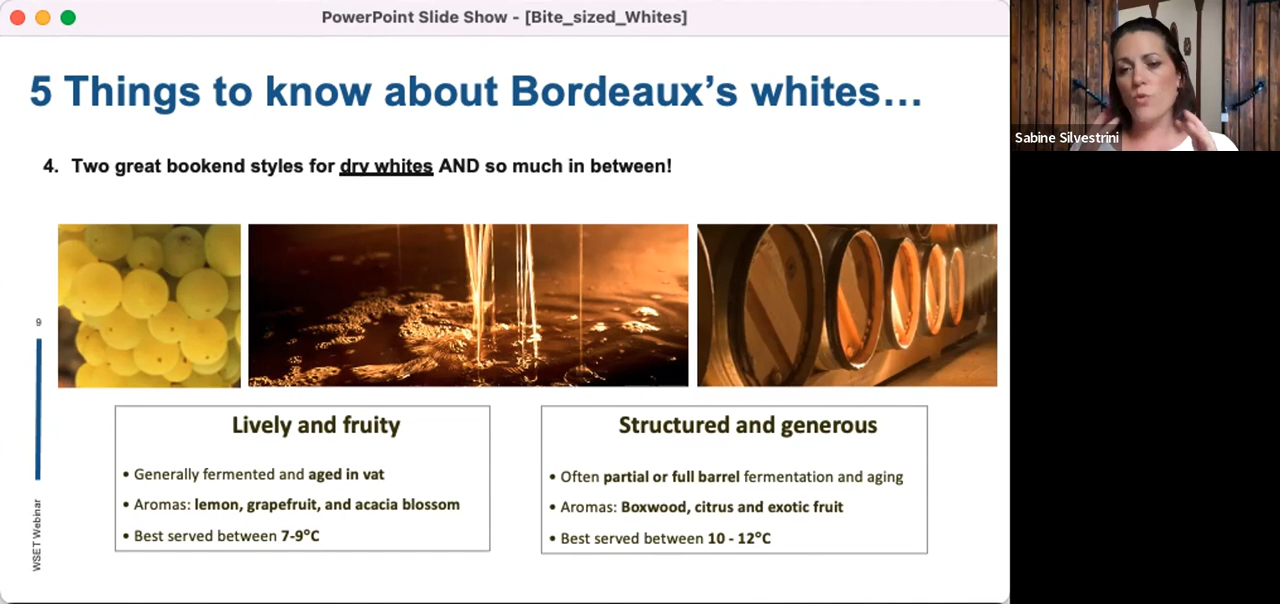 PowerPoint Slide Show - [Bite_sized_Whites]
5 Things to know about Bordeaux’s whites…
4. Two great bookend styles for dry whites AND so much in between!
Sabine Silvestrini
9
WSET Webinar
Lively and fruity
• Generally fermented and aged in vat
• Aromas: lemon, grapefruit, and acacia blossom
• Best served between 7-9°C
Structured and generous
• Often partial or full barrel fermentation and aging
• Aromas: Boxwood, citrus and exotic fruit
• Best served between 10 - 12°C